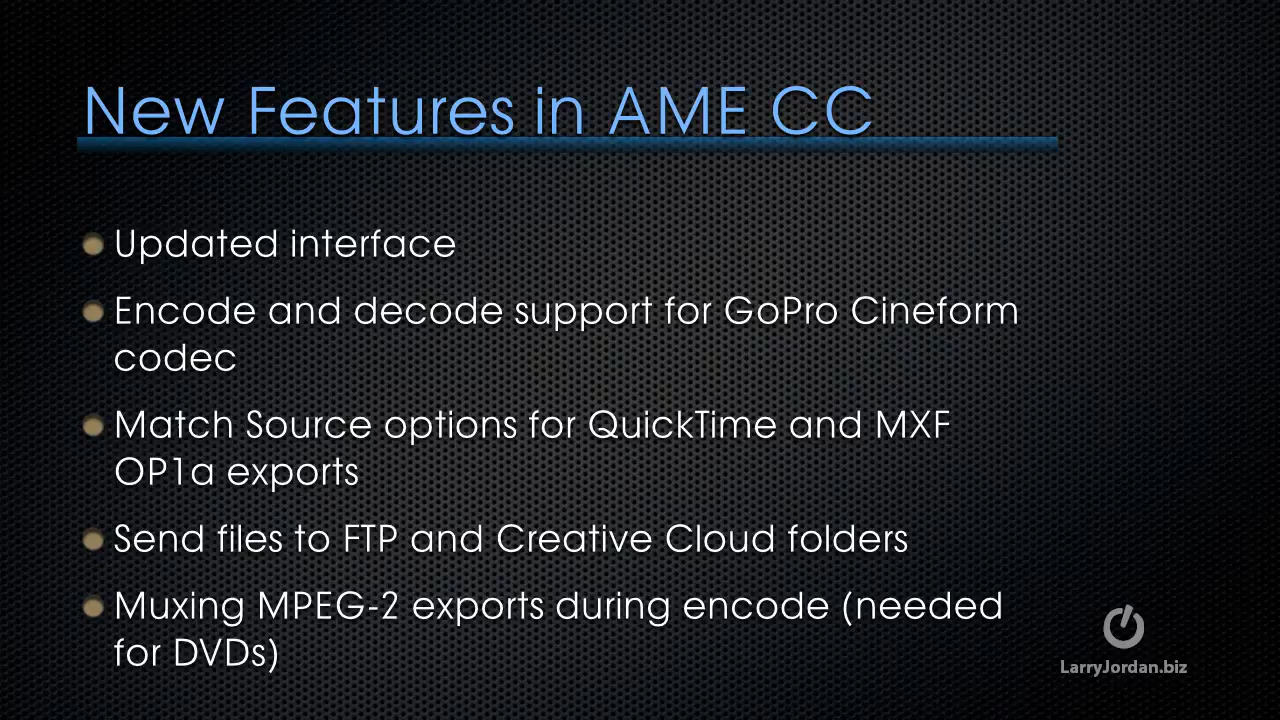 New Features in AME CC
Updated interface
Encode and decode support for GoPro Cineform
codec
Match Source options for QuickTime and MXF
OP1a exports
Send files to FTP and Creative Cloud folders
Muxing MPEG-2 exports during encode (needed
for DVDs)
LarryJordan.biz